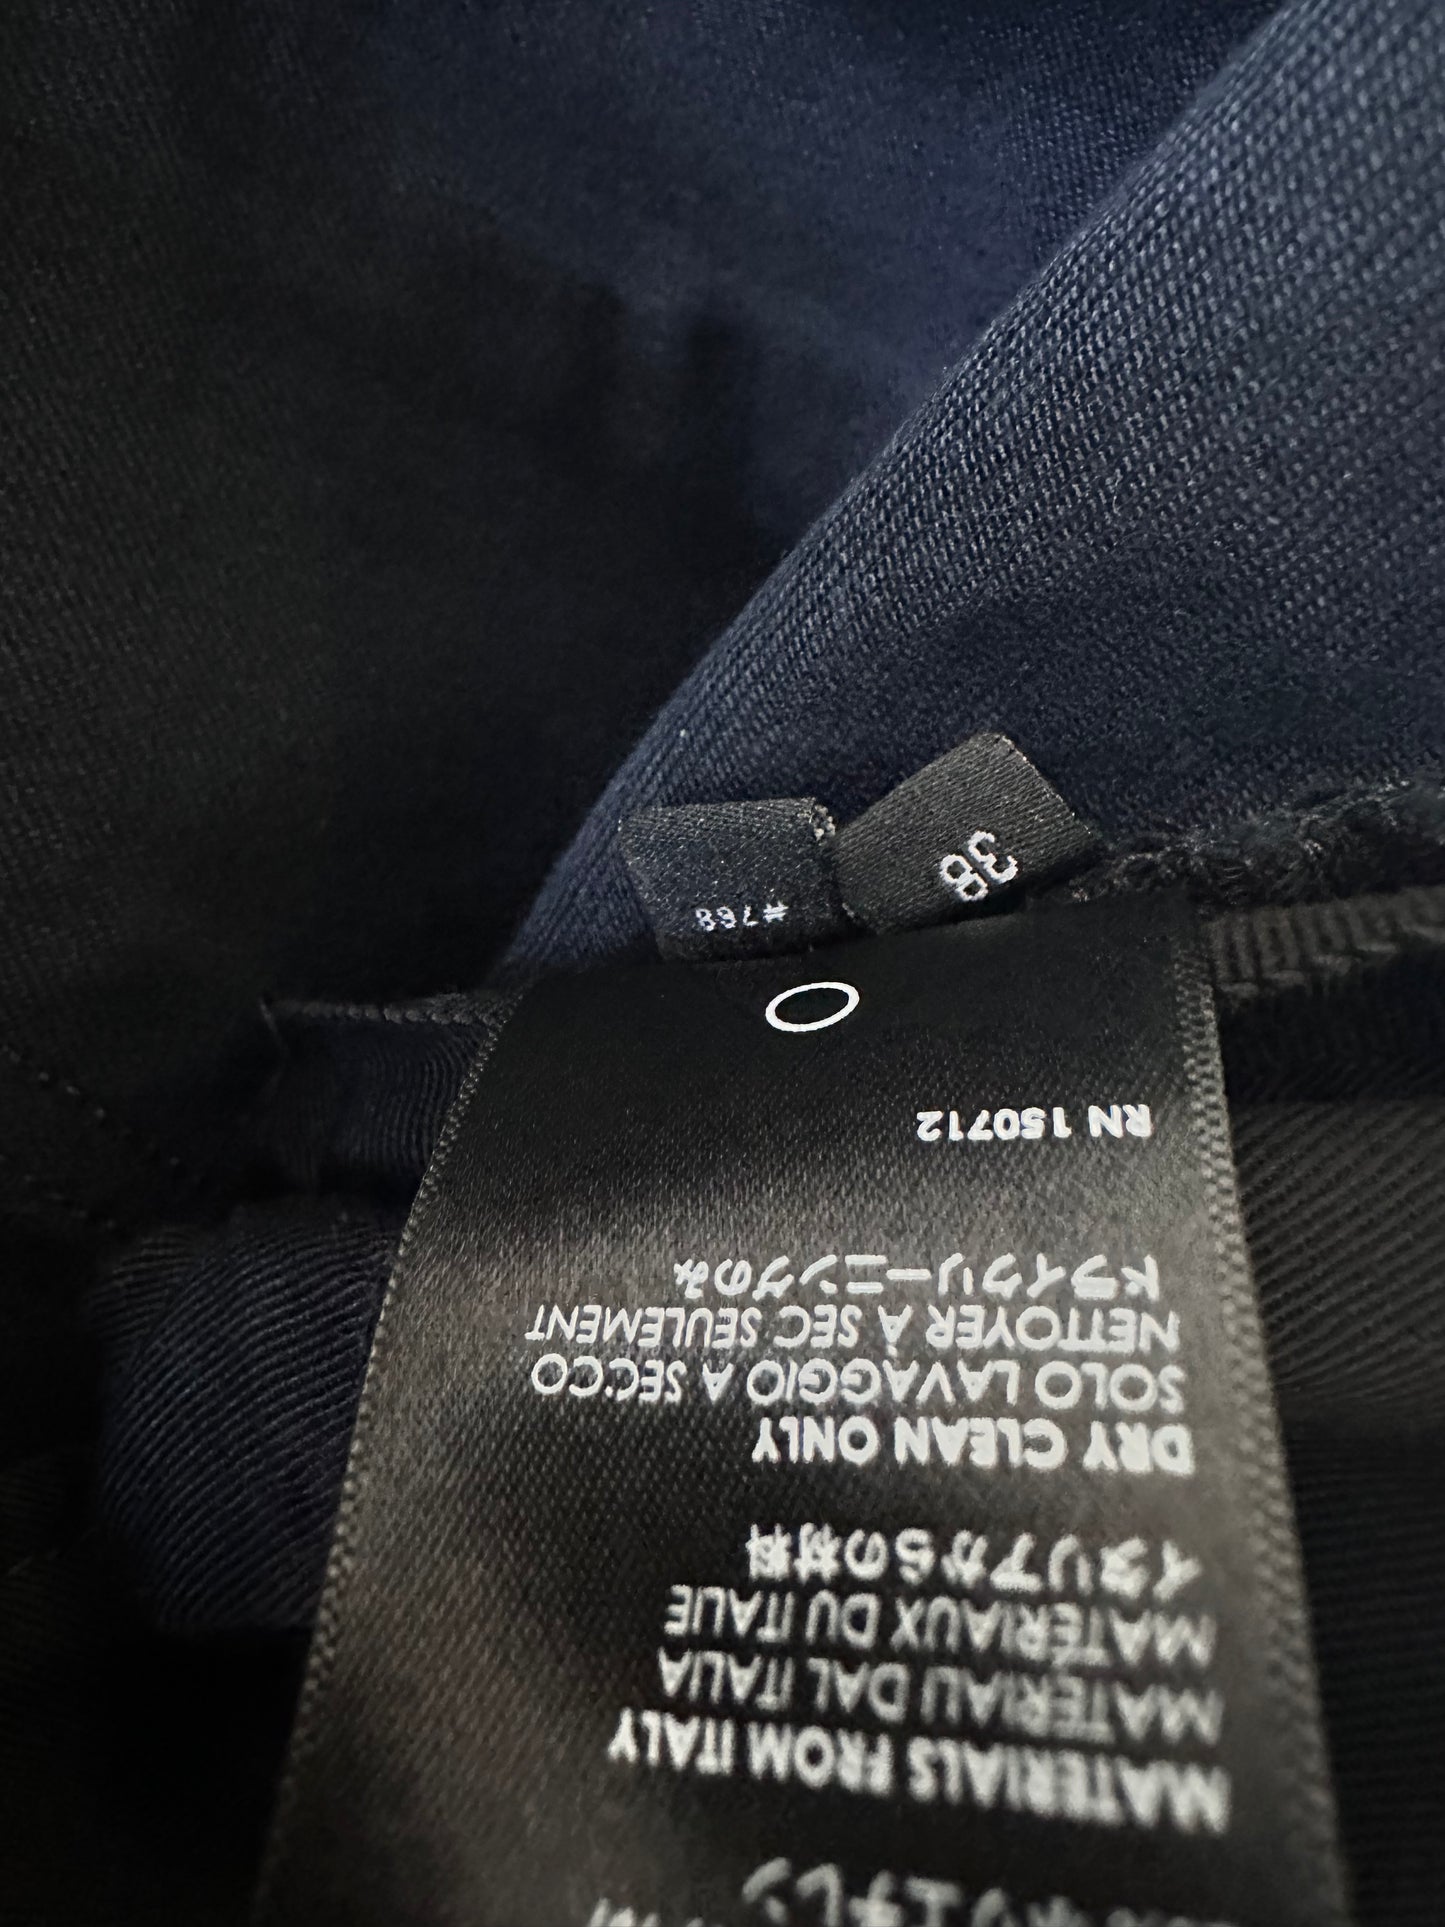 MATERIALS FROM ITALY
MATÉRIAU DAL ITALIA
MATÉRIAUX DU ITALIE
イタリアからの材料
DRY CLEAN ONLY
SOLO LAVAGGIO A SECCO
NETTOYER À SEC SEULEMENT
ドライクリーニングのみ
RN 150712
38
#768